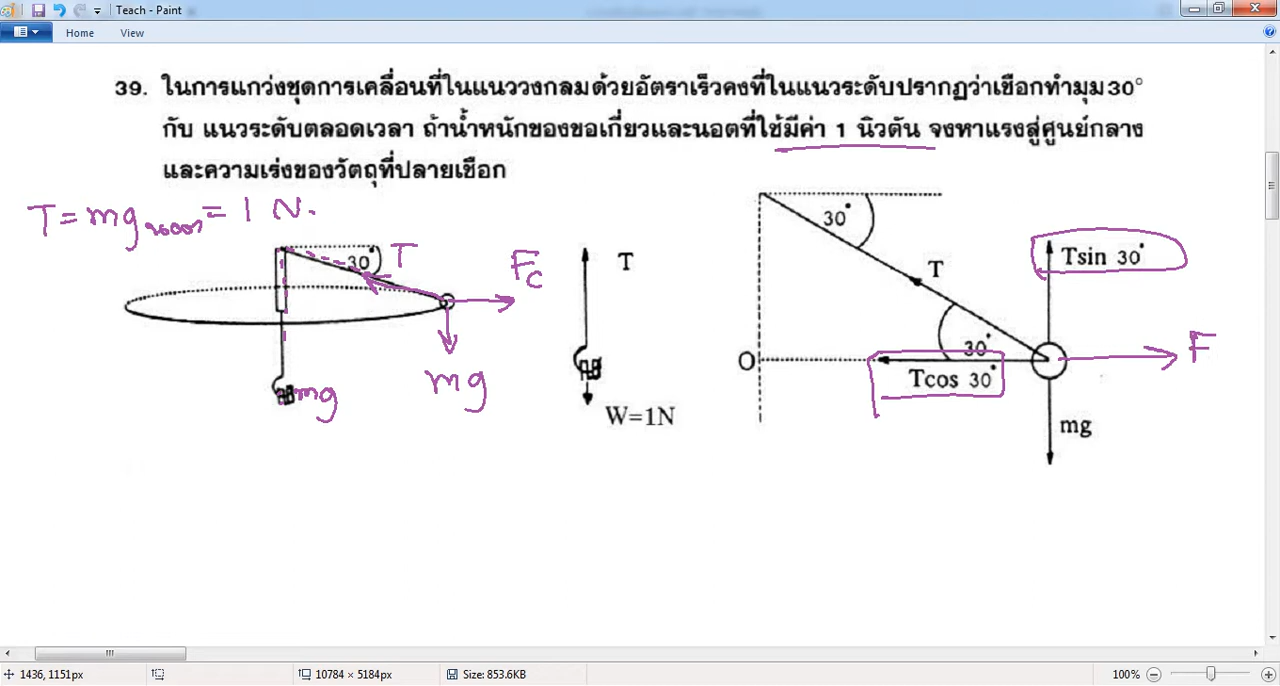 Teach - Paint
Home View
39. ในการแกว่งชุดการเคลื่อนที่ในแนววงกลมด้วยอัตราเร็วคงที่ในแนวระดับปรากฏว่าเชือกทำมุม 30°
กับ แนวระดับตลอดเวลา ถ้าน้ำหนักของขอเกี่ยวและนอตที่ใช้มีค่า 1 นิวตัน จงหาแรงสู่ศูนย์กลาง
และความเร่งของวัตถุที่ปลายเชือก
T = mg = 1 N.
30°
T
Fc
mg
mg
T
W=1N
30°
T
Tsin 30°
30°
F
O
Tcos 30°
mg
1436, 1151px
10784 × 5184px
Size: 853.6KB
100%